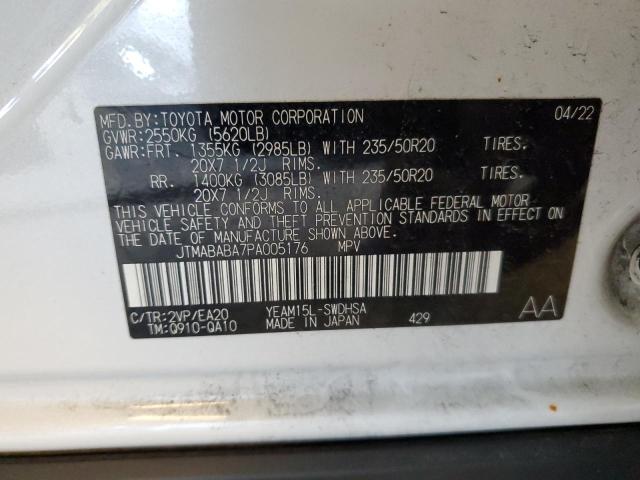 MFD.BY:TOYOTA MOTOR CORPORATION 04/22
GVWR:2550KG (5620LB)
GAWR:FRT. 1355KG (2985LB) WITH 235/50R20 TIRES.
20X7 1/2J RIMS.
RR. 1400KG (3085LB) WITH 235/50R20 TIRES.
20X7 1/2J RIMS.
THIS VEHICLE CONFORMS TO ALL APPLICABLE FEDERAL MOTOR
VEHICLE SAFETY AND THEFT PREVENTION STANDARDS IN EFFECT
ON THE DATE OF MANUFACTURE SHOWN ABOVE.
JTMABABA7PA005176 MPV
C/TR:2VP/EA20 YEAM15L-SWDHSA AA
TM:Q910-QA10 MADE IN JAPAN 429